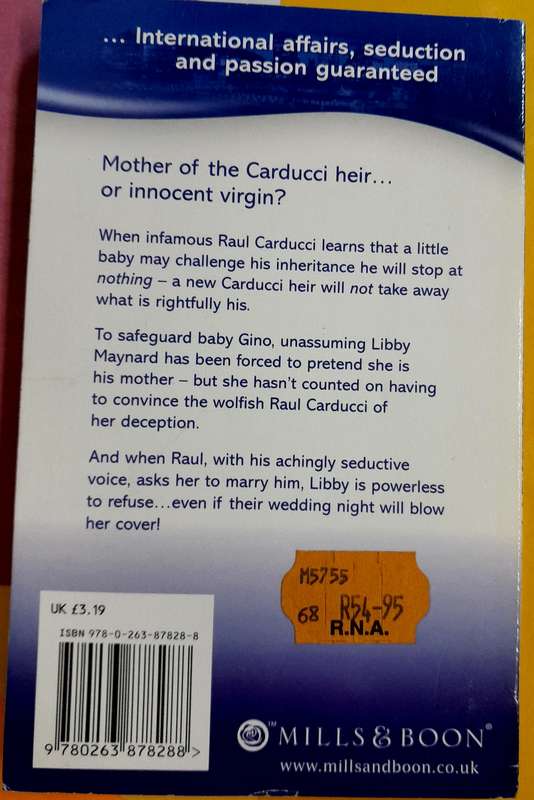 ... International affairs, seduction
and passion guaranteed
Mother of the Carducci heir...
or innocent virgin?
When infamous Raul Carducci learns that a little
baby may challenge his inheritance he will stop at
nothing – a new Carducci heir will not take away
what is rightfully his.
To safeguard baby Gino, unassuming Libby
Maynard has been forced to pretend she is
his mother – but she hasn't counted on having
to convince the wolfish Raul Carducci of
her deception.
And when Raul, with his achingly seductive
voice, asks her to marry him, Libby is powerless
to refuse...even if their wedding night will blow
her cover!
M5755
68 R54-95
R.N.A.
UK £3.19
ISBN 978-0-263-87828-8
9 780263 878288 >
™ MILLS & BOON®
www.millsandboon.co.uk